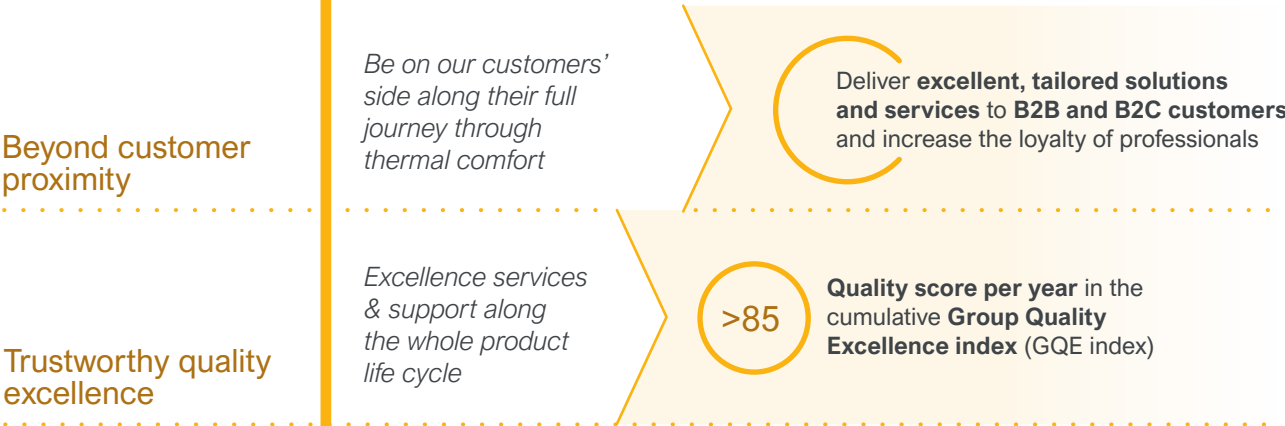 Beyond customer
proximity
Be on our customers’
side along their full
journey through
thermal comfort
Deliver excellent, tailored solutions
and services to B2B and B2C customers
and increase the loyalty of professionals
Trustworthy quality
excellence
Excellence services
& support along
the whole product
life cycle
>85
Quality score per year in the
cumulative Group Quality
Excellence index (GQE index)